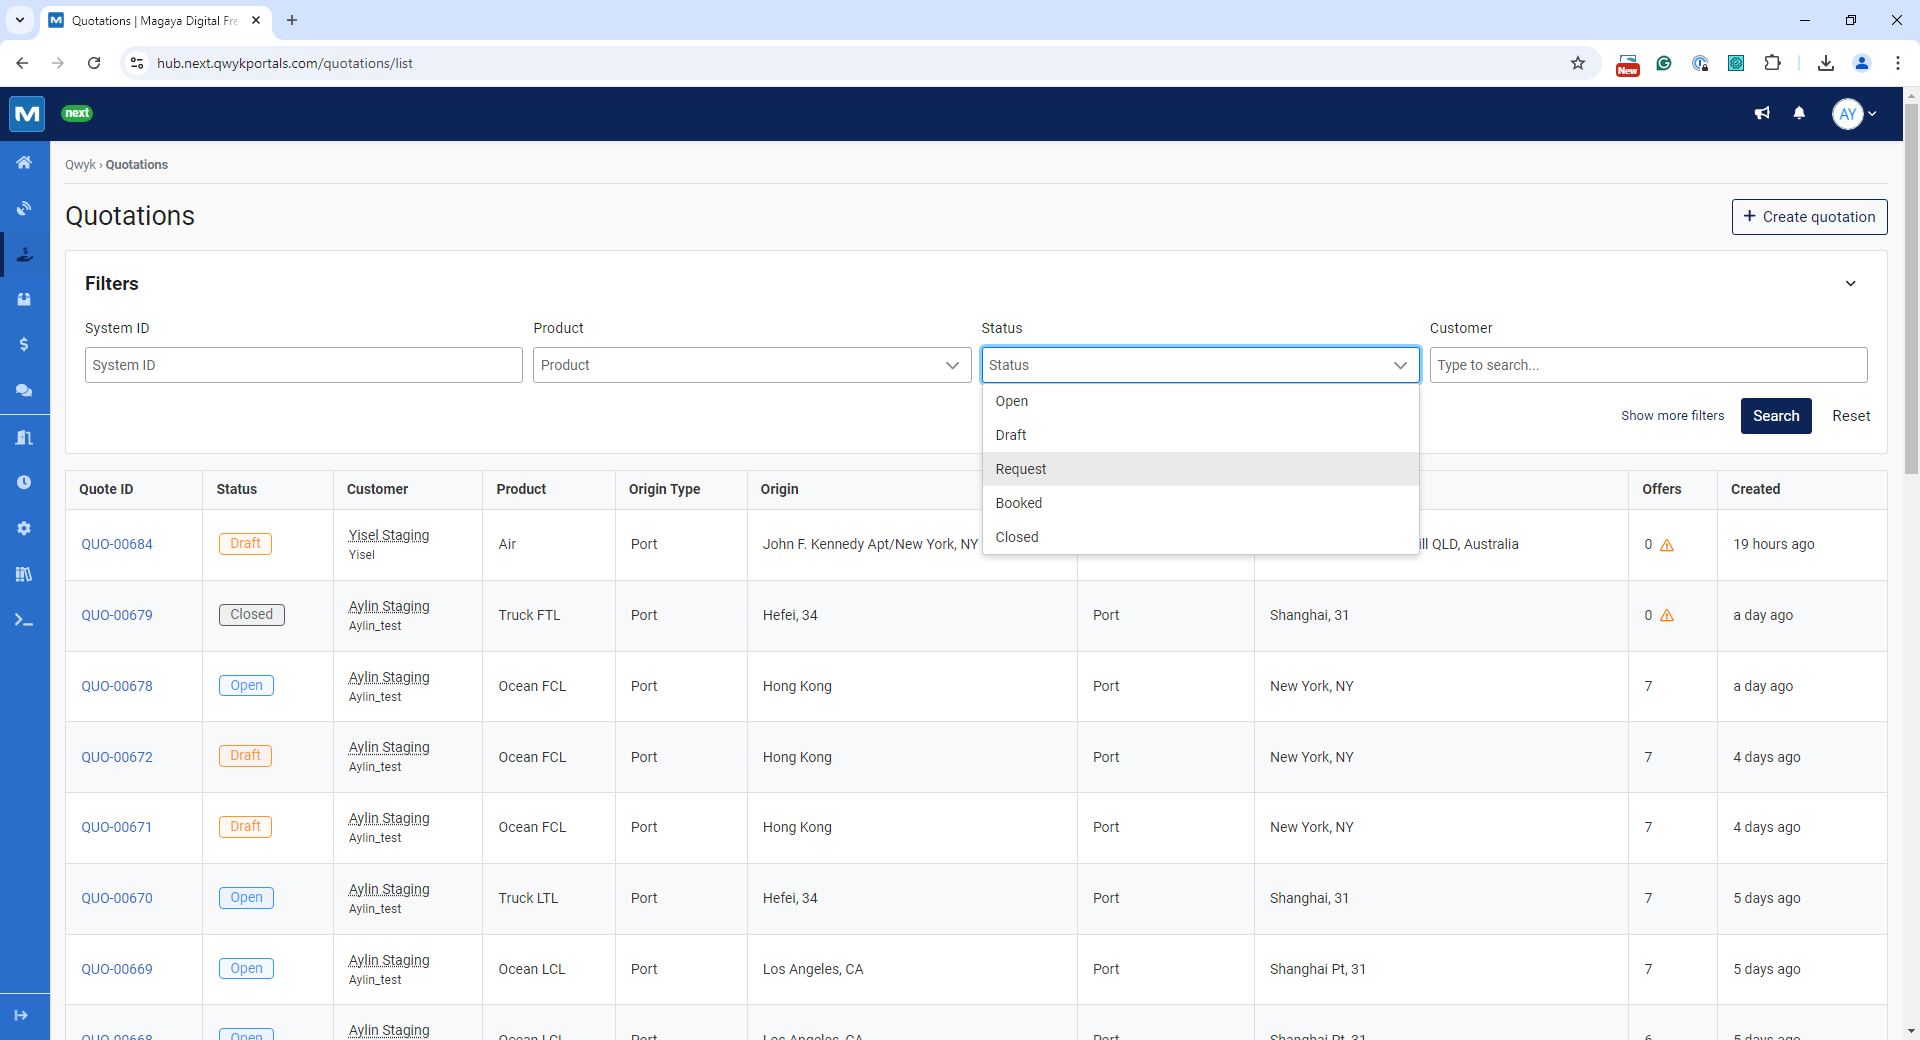 Quotations | Magaya Digital Fre
hub.next.qwykportals.com/quotations/list
New
M
next
AY
Qwyk › Quotations
Quotations
+ Create quotation
Filters
System ID
Product
Status
Customer
System ID
Product
Status
Type to search...
Open
Draft
Request
Booked
Closed
Show more filters
Search
Reset
Quote ID Status Customer Product Origin Type Origin Offers Created
QUO-00684 Draft Yisel Staging Air Port John F. Kennedy Apt/New York, NY ill QLD, Australia 0 19 hours ago
Yisel
QUO-00679 Closed Aylin Staging Truck FTL Port Hefei, 34 Port Shanghai, 31 0 a day ago
Aylin_test
QUO-00678 Open Aylin Staging Ocean FCL Port Hong Kong Port New York, NY 7 a day ago
Aylin_test
QUO-00672 Draft Aylin Staging Ocean FCL Port Hong Kong Port New York, NY 7 4 days ago
Aylin_test
QUO-00671 Draft Aylin Staging Ocean FCL Port Hong Kong Port New York, NY 7 4 days ago
Aylin_test
QUO-00670 Open Aylin Staging Truck LTL Port Hefei, 34 Port Shanghai, 31 7 5 days ago
Aylin_test
QUO-00669 Open Aylin Staging Ocean LCL Port Los Angeles, CA Port Shanghai Pt, 31 7 5 days ago
Aylin_test
QUO-00668 Open Aylin Staging Ocean LCL Port Los Angeles, CA Port Shanghai Pt, 31 6 5 days ago